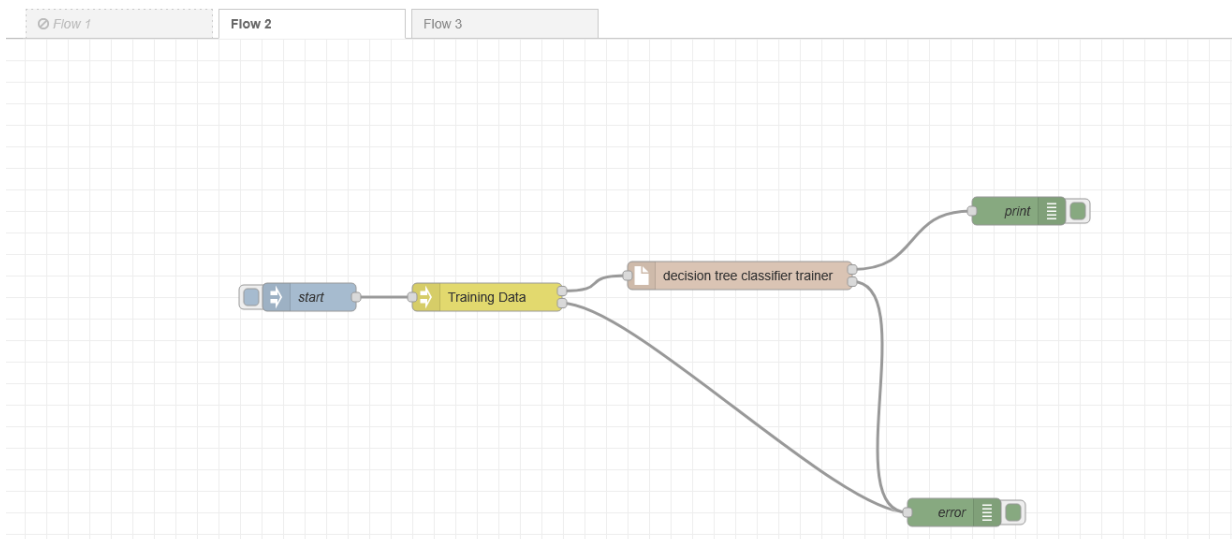 Flow 1
Flow 2
Flow 3
print
decision tree classifier trainer
start
Training Data
error